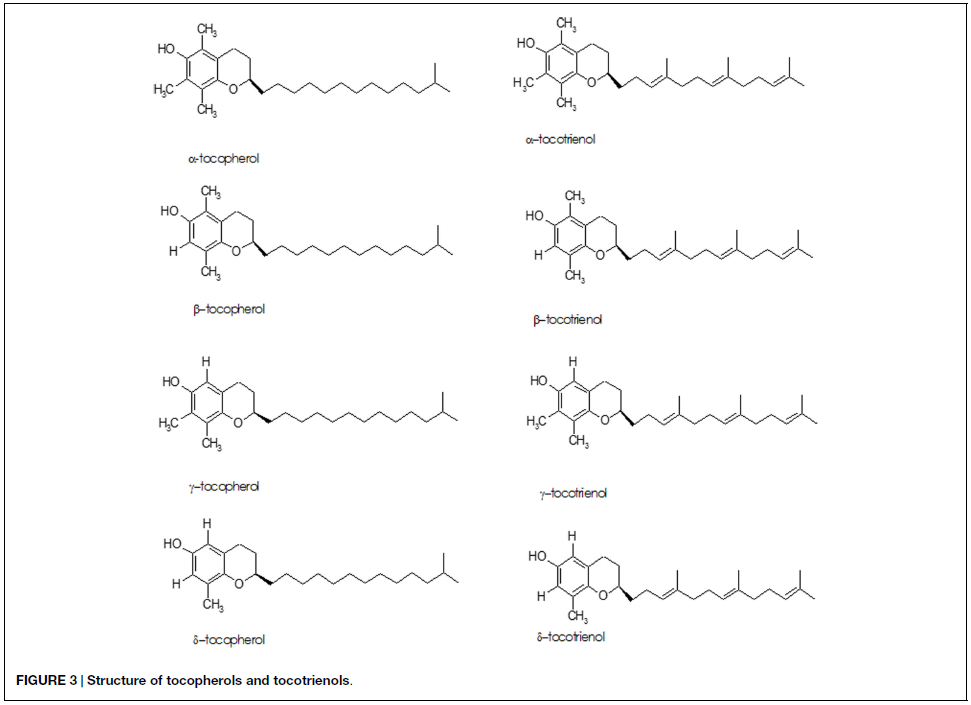 CH3
CH3
HO
HO
O
O
H3C
H3C
CH3
CH3
α-tocopherol
α-tocotrienol
CH3
CH3
HO
HO
H
O
H
O
CH3
CH3
β-tocopherol
β-tocotrienol
H
H
HO
HO
H3C
O
H3C
O
CH3
CH3
γ-tocopherol
γ-tocotrienol
H
H
HO
HO
H
O
H
O
CH3
CH3
δ-tocopherol
δ-tocotrienol
FIGURE 3 | Structure of tocopherols and tocotrienols.